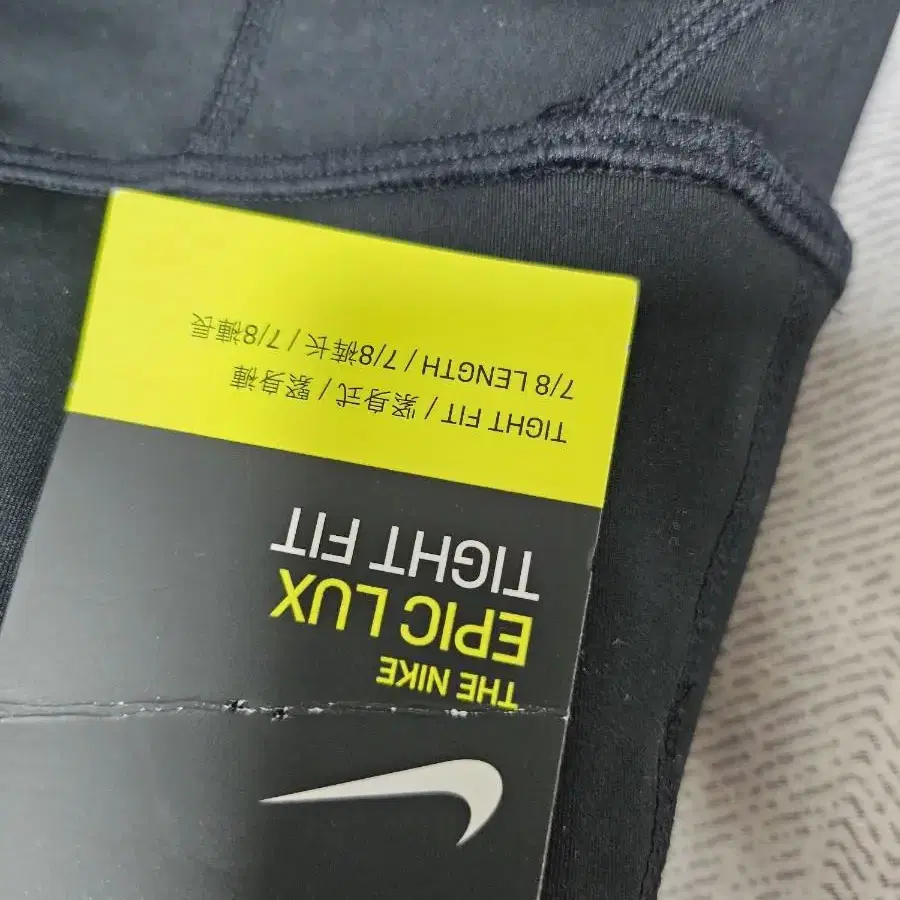 THE NIKE
EPIC LUX
TIGHT FIT
TIGHT FIT / 紧身式 / 緊身褲
7/8 LENGTH / 7/8裤长 / 7/8褲長